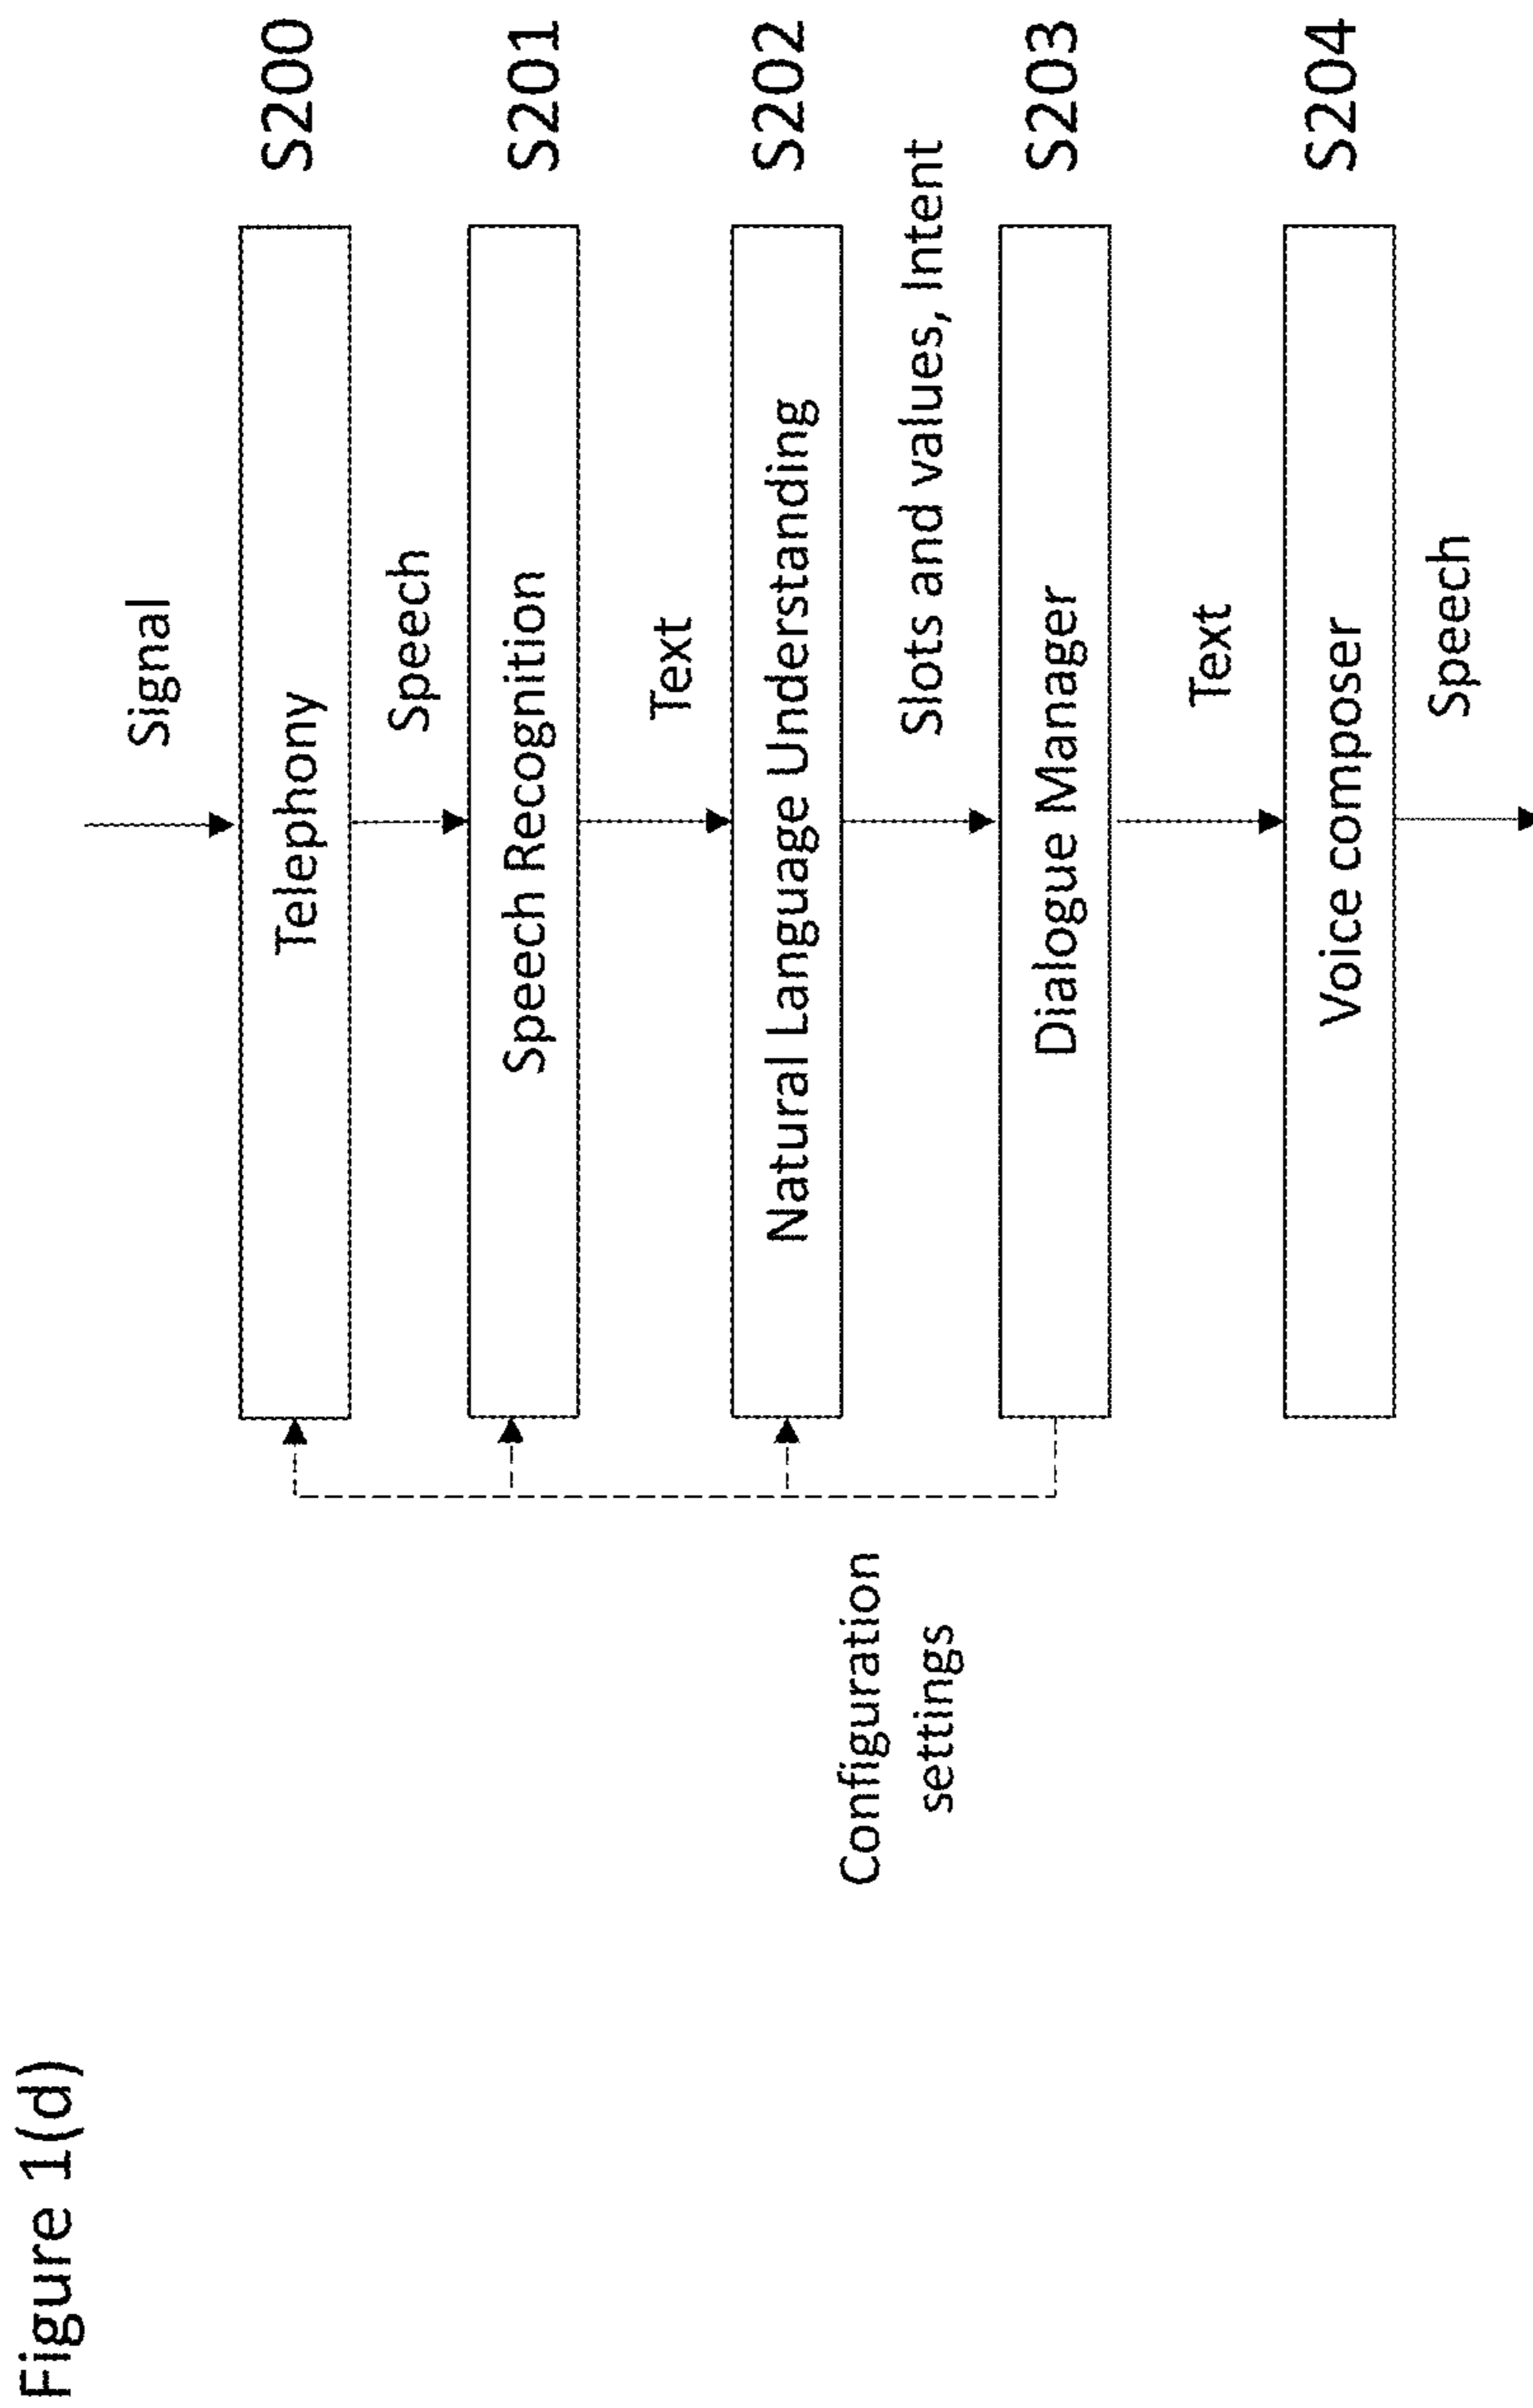 Figure 1(d)
Signal
Telephony
S200
Speech
Speech Recognition
S201
Text
Natural Language Understanding
S202
Slots and values, Intent
Configuration
settings
Dialogue Manager
S203
Text
Voice composer
S204
Speech